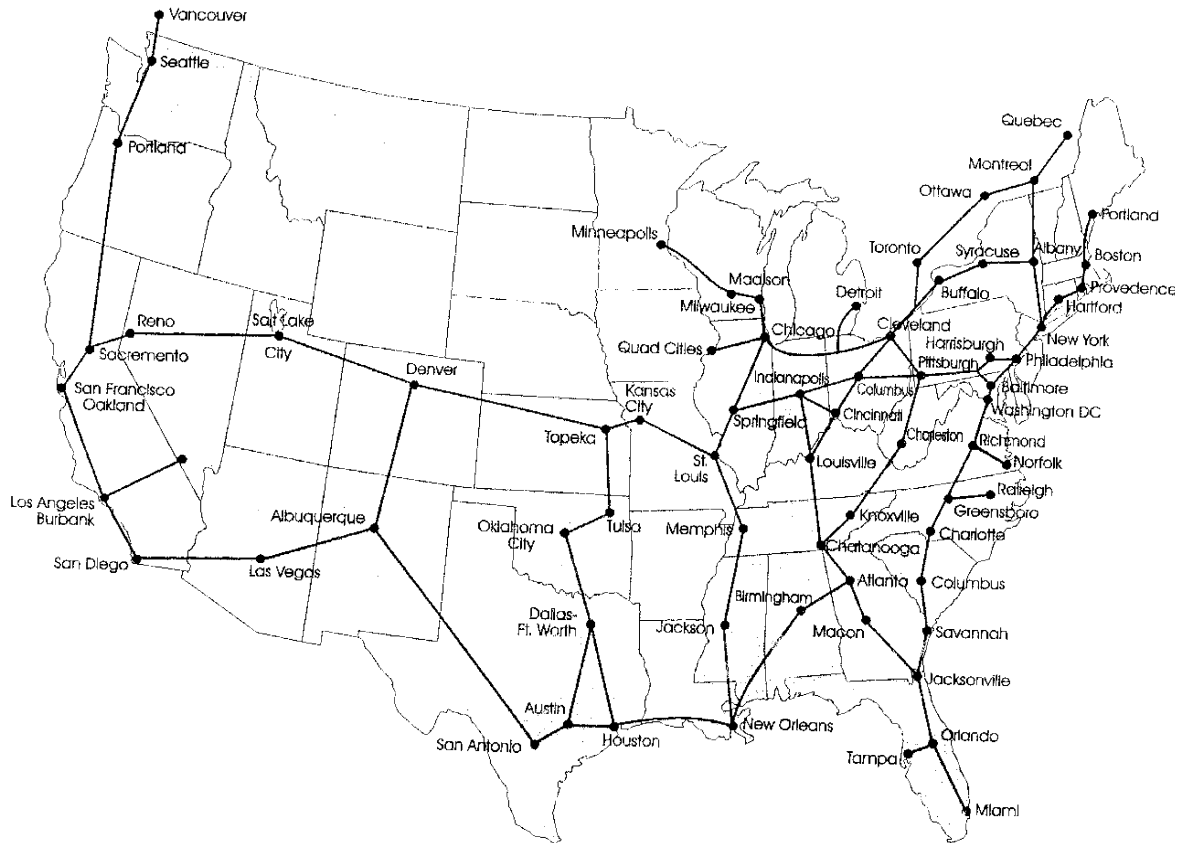 Vancouver
Seattle
Portland
Quebec
Montreal
Ottawa
Portland
Minneapolis
Toronto
Syracuse
Albany
Boston
Madison
Detroit
Buffalo
Provedence
Milwaukee
Hartford
Reno
Salt Lake
City
Chicago
Cleveland
New York
Sacremento
Quad Cities
Harrisburgh
Pittsburgh
Philadelphia
San Francisco
Oakland
Denver
Indianapolis
Columbus
Baltimore
Kansas
City
Washington DC
Topeka
Springfield
Cincinnati
Charleston
Richmond
St.
Louis
Louisville
Norfolk
Los Angeles
Burbank
Raleigh
Albuquerque
Oklahoma
City
Tulsa
Memphis
Knoxville
Greensboro
Charlotte
Chatanooga
San Diego
Las Vegas
Atlanta
Columbus
Birmingham
Dallas-
Ft. Worth
Jackson
Macon
Savannah
Jacksonville
Austin
New Orleans
San Antonio
Houston
Orlando
Tampa
Miami